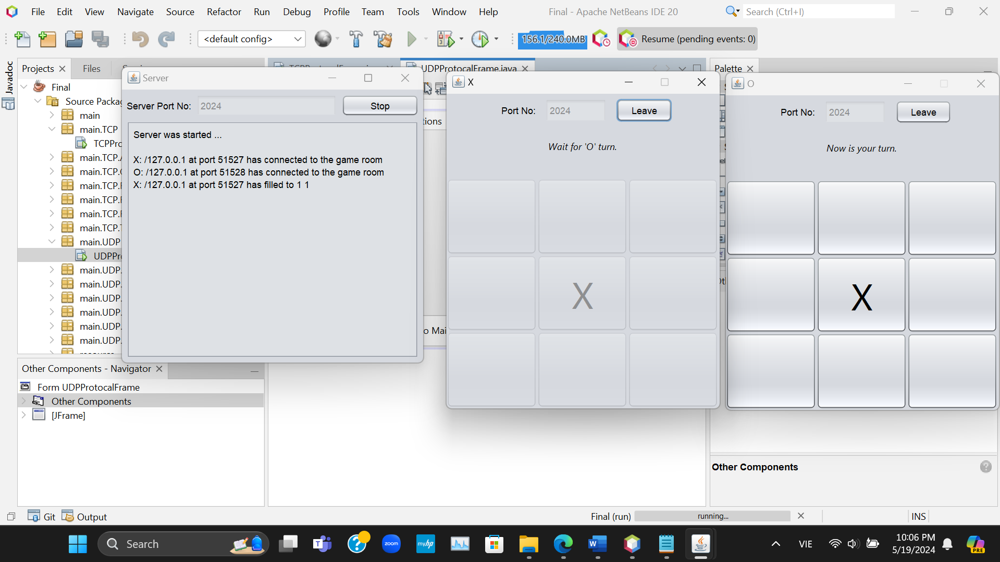 File Edit View Navigate Source Refactor Run Debug Profile Team Tools Window Help
Final - Apache NetBeans IDE 20
Search (Ctrl+I)
<default config>
156.1/240.0MB
Resume (pending events: 0)
Javadoc
Projects
Files
UDPProtocalFrame.java
Palette
Final
Source Packa
main
main.TCP
TCPPro
main.TCP.
main.TCP.
main.TCP.
main.TCP.
main.TCP.
main.TCP.
main.UDP
UDPPro
main.UDP.
main.UDP.
main.UDP.
main.UDP.
main.UDP.
main.UDP.
Server
Server Port No:
2024
Stop
Server was started ...
X: /127.0.0.1 at port 51527 has connected to the game room
O: /127.0.0.1 at port 51528 has connected to the game room
X: /127.0.0.1 at port 51527 has filled to 1 1
tions
o Mai
X
Port No:
2024
Leave
Wait for 'O' turn.
X
O
Port No:
2024
Leave
Now is your turn.
X
Other Components - Navigator
Form UDPProtocalFrame
Other Components
[JFrame]
Other Components
Git
Output
Final (run)
running...
INS
Search
zoom
myhp
VIE
10:06 PM
5/19/2024
PRE